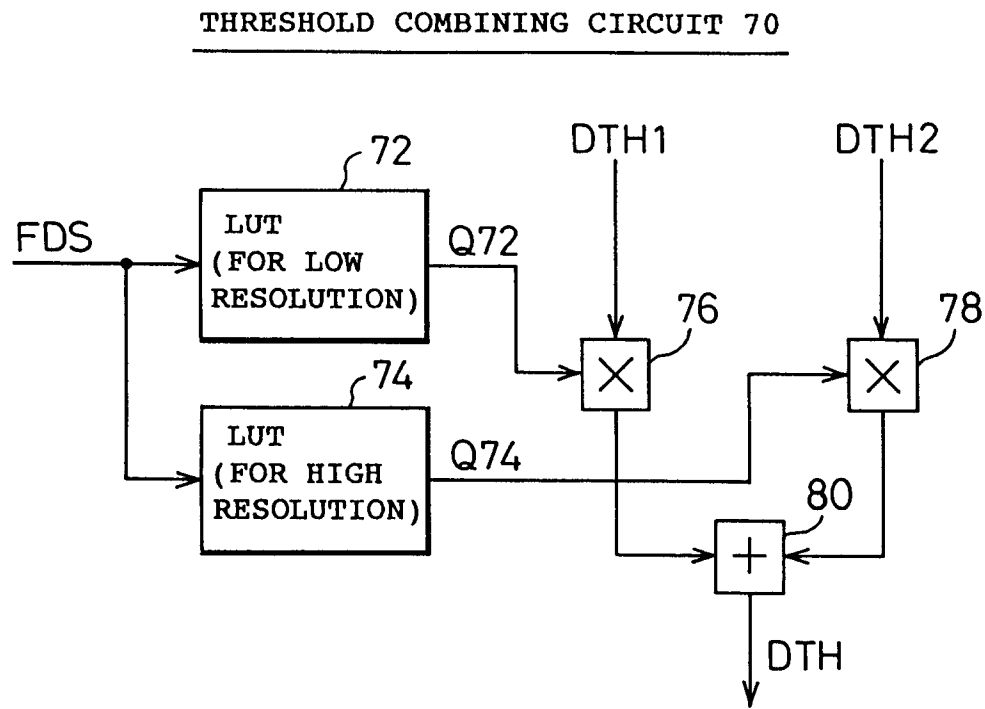 THRESHOLD COMBINING CIRCUIT 70
72
DTH1
DTH2
FDS
LUT
(FOR LOW
RESOLUTION)
Q72
76
78
74
LUT
(FOR HIGH
RESOLUTION)
Q74
×
×
80
+
DTH